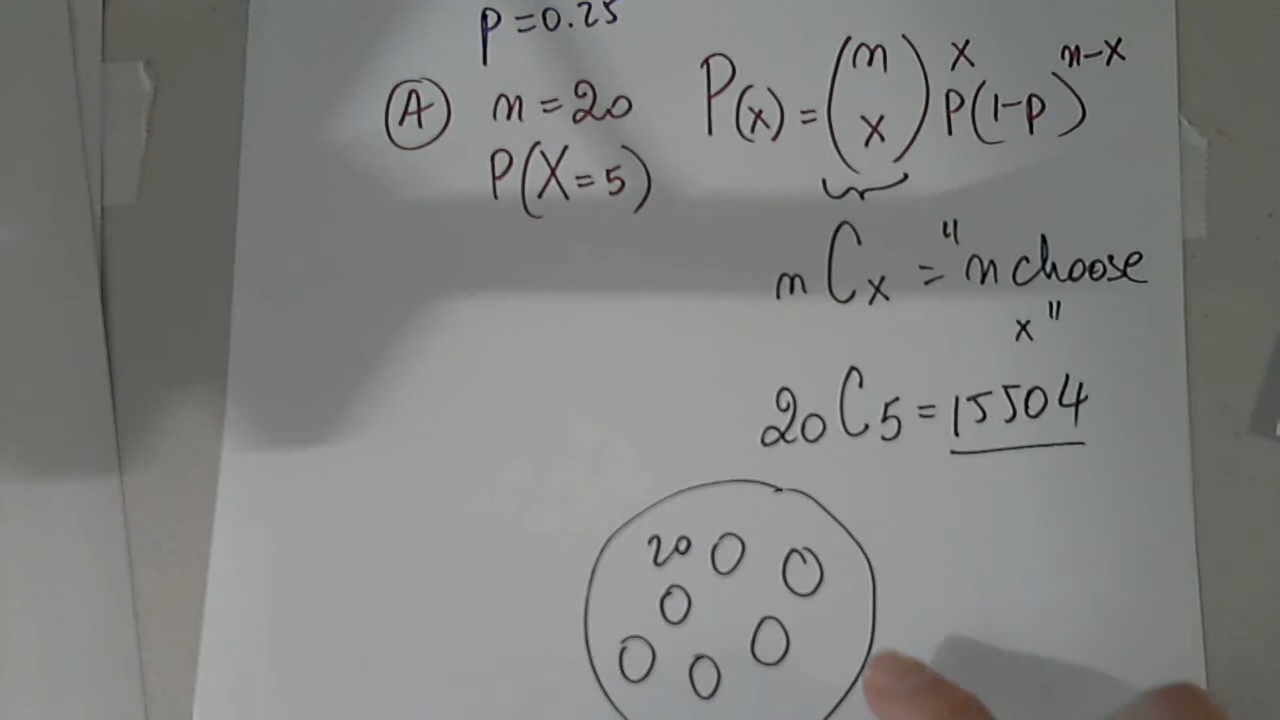 p = 0.25
A n = 20
P(X = 5)
P(x) = (n x) p^x (1-p)^n-x
nCx = "n choose
x"
20C5 = 15504
20